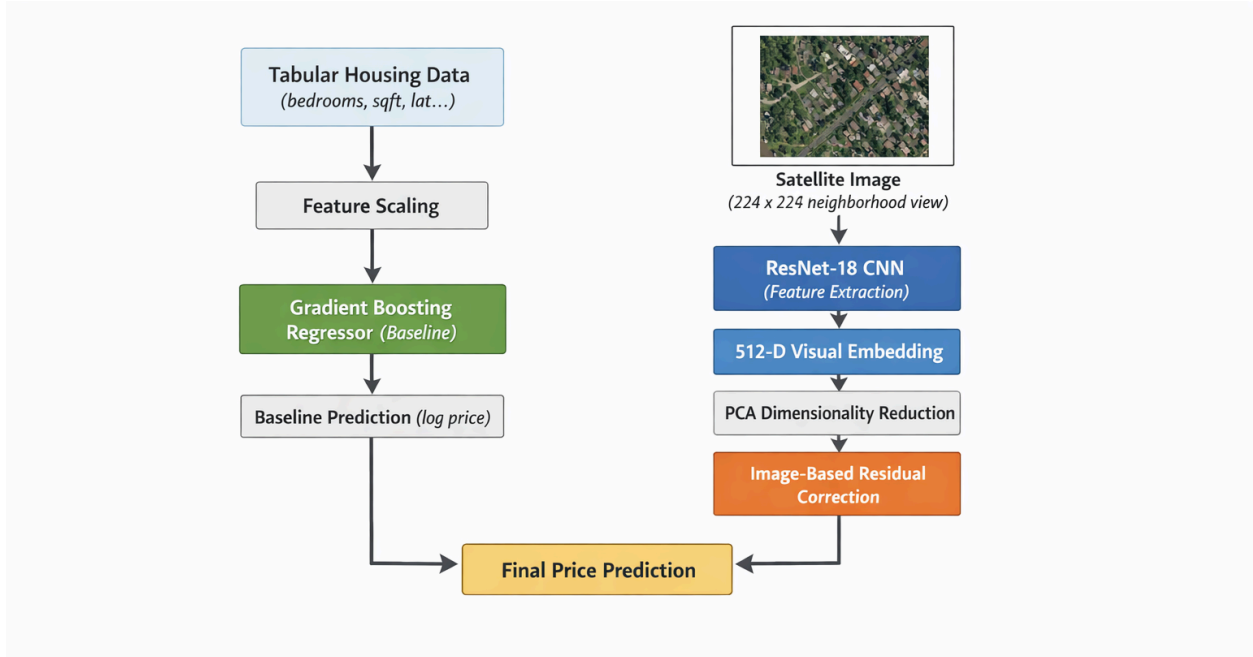 Tabular Housing Data
(bedrooms, sqft, lat...)
Feature Scaling
Gradient Boosting
Regressor (Baseline)
Baseline Prediction (log price)
Satellite Image
(224 x 224 neighborhood view)
ResNet-18 CNN
(Feature Extraction)
512-D Visual Embedding
PCA Dimensionality Reduction
Image-Based Residual
Correction
Final Price Prediction